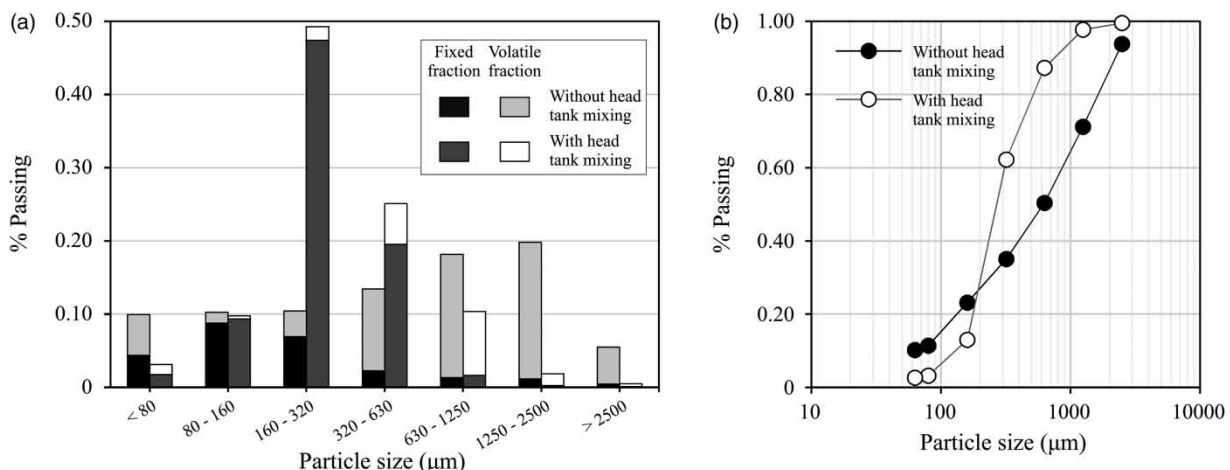 (a)
% Passing
0.50
0.40
0.50
0.20
0.10
0
Fixed fraction
Volatile fraction
Without head tank mixing
With head tank mixing
< 80
80 - 160
160 - 320
320 - 630
630 - 1250
1250 - 2500
> 2500
Particle size (μm)
(b)
% Passing
1.00
0.80
0.60
0.40
0.20
0
Without head
tank mixing
With head
tank mixing
10
100
1000
10000
Particle size (μm)